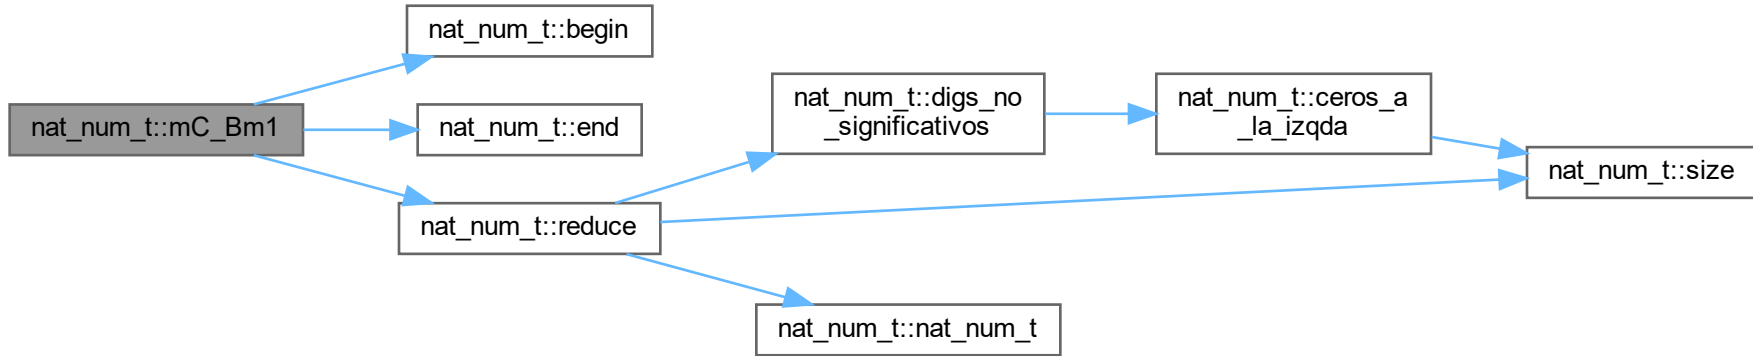 nat_num_t::mC_Bm1
nat_num_t::begin
nat_num_t::end
nat_num_t::reduce
nat_num_t::digs_no
_significativos
nat_num_t::ceros_a
_la_izqda
nat_num_t::size
nat_num_t::nat_num_t